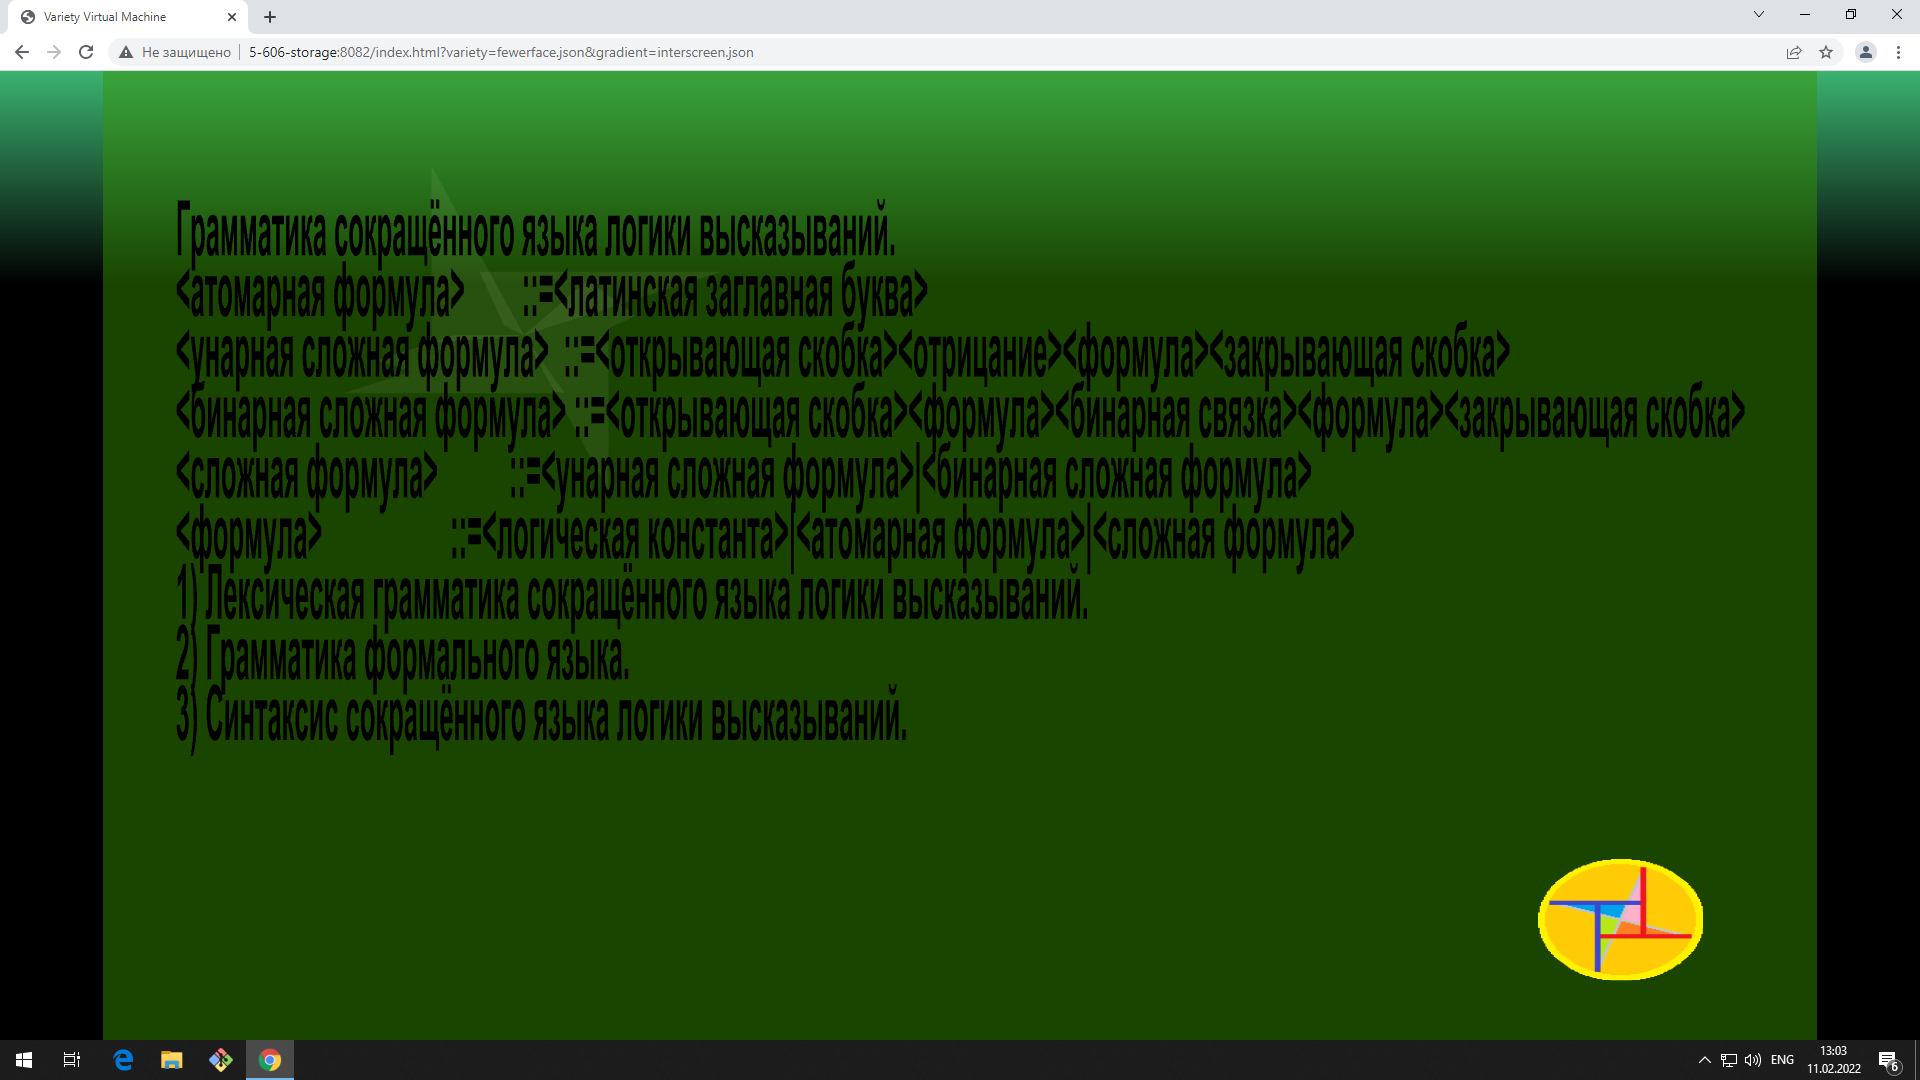 Variety Virtual Machine
Не защищено
5-606-storage:8082/index.html?variety=fewerface.json&gradient=interscreen.json
Грамматика сокращённого языка логики высказываний.
<атомарная формула> ::=<латинская заглавная буква>
<унарная сложная формула> ::=<открывающая скобка><отрицание><формула><закрывающая скобка>
<бинарная сложная формула> ::=<открывающая скобка><формула><бинарная связка><формула><закрывающая скобка>
<сложная формула> ::=<унарная сложная формула>|<бинарная сложная формула>
<формула> ::=<логическая константа>|<атомарная формула>|<сложная формула>
1) Лексическая грамматика сокращённого языка логики высказываний.
2) Грамматика формального языка.
3) Синтаксис сокращённого языка логики высказываний.
ENG
13:03
11.02.2022
6